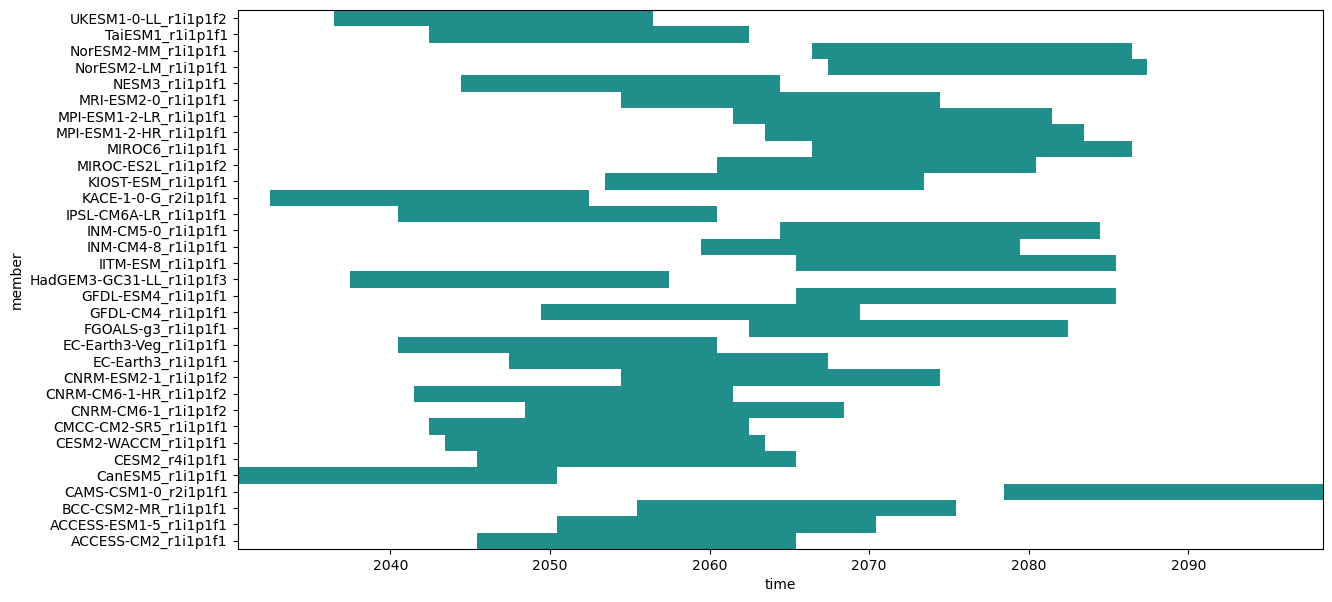 UKESM1-0-LL_r1i1p1f2
TaiESM1_r1i1p1f1
NorESM2-MM_r1i1p1f1
NorESM2-LM_r1i1p1f1
NESM3_r1i1p1f1
MRI-ESM2-0_r1i1p1f1
MPI-ESM1-2-LR_r1i1p1f1
MPI-ESM1-2-HR_r1i1p1f1
MIROC6_r1i1p1f1
MIROC-ES2L_r1i1p1f2
KIOST-ESM_r1i1p1f1
KACE-1-0-G_r2i1p1f1
IPSL-CM6A-LR_r1i1p1f1
INM-CM5-0_r1i1p1f1
INM-CM4-8_r1i1p1f1
IITM-ESM_r1i1p1f1
HadGEM3-GC31-LL_r1i1p1f3
GFDL-ESM4_r1i1p1f1
GFDL-CM4_r1i1p1f1
FGOALS-g3_r1i1p1f1
EC-Earth3-Veg_r1i1p1f1
EC-Earth3_r1i1p1f1
CNRM-ESM2-1_r1i1p1f2
CNRM-CM6-1-HR_r1i1p1f2
CNRM-CM6-1_r1i1p1f2
CMCC-CM2-SR5_r1i1p1f1
CESM2-WACCM_r1i1p1f1
CESM2_r4i1p1f1
CanESM5_r1i1p1f1
CAMS-CSM1-0_r2i1p1f1
BCC-CSM2-MR_r1i1p1f1
ACCESS-ESM1-5_r1i1p1f1
ACCESS-CM2_r1i1p1f1
member
2040 2050 2060 2070 2080 2090
time